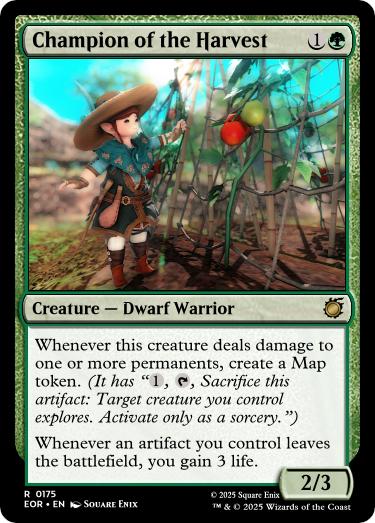 Champion of the Harvest 1
Creature — Dwarf Warrior
Whenever this creature deals damage to
one or more permanents, create a Map
token. (It has “1, , Sacrifice this
artifact: Target creature you control
explores. Activate only as a sorcery.”)
Whenever an artifact you control leaves
the battlefield, you gain 3 life.
2/3
R 0175
EOR • EN SQUARE ENIX
© 2025 Square Enix
™ & © 2025 Wizards of the Coast